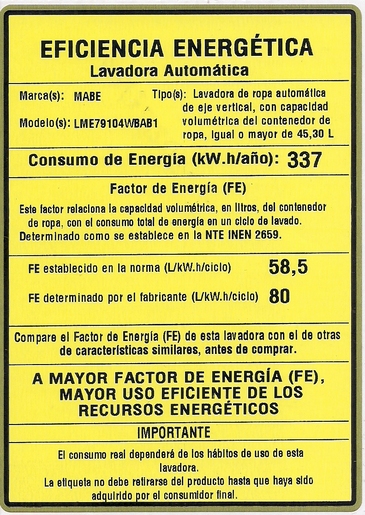 EFICIENCIA ENERGÉTICA
Lavadora Automática
Marca(s): MABE
Tipo(s): Lavadora de ropa automática
de eje vertical, con capacidad
volumétrica del contenedor de
ropa, igual o mayor de 45,30 L
Modelo(s): LME79104WBAB1
Consumo de Energía (kW.h/año): 337
Factor de Energía (FE)
Este factor relaciona la capacidad volumétrica, en litros, del contenedor
de ropa, con el consumo total de energía en un ciclo de lavado.
Determinado como se establece en la NTE INEN 2659.
FE establecido en la norma (L/kW.h/ciclo) 58,5
FE determinado por el fabricante (L/kW.h/ciclo) 80
Compare el Factor de Energía (FE) de esta lavadora con el de otras
de características similares, antes de comprar.
A MAYOR FACTOR DE ENERGÍA (FE),
MAYOR USO EFICIENTE DE LOS
RECURSOS ENERGÉTICOS
IMPORTANTE
El consumo real dependerá de los hábitos de uso de esta
lavadora.
La etiqueta no debe retirarse del producto hasta que haya sido
adquirido por el consumidor final.